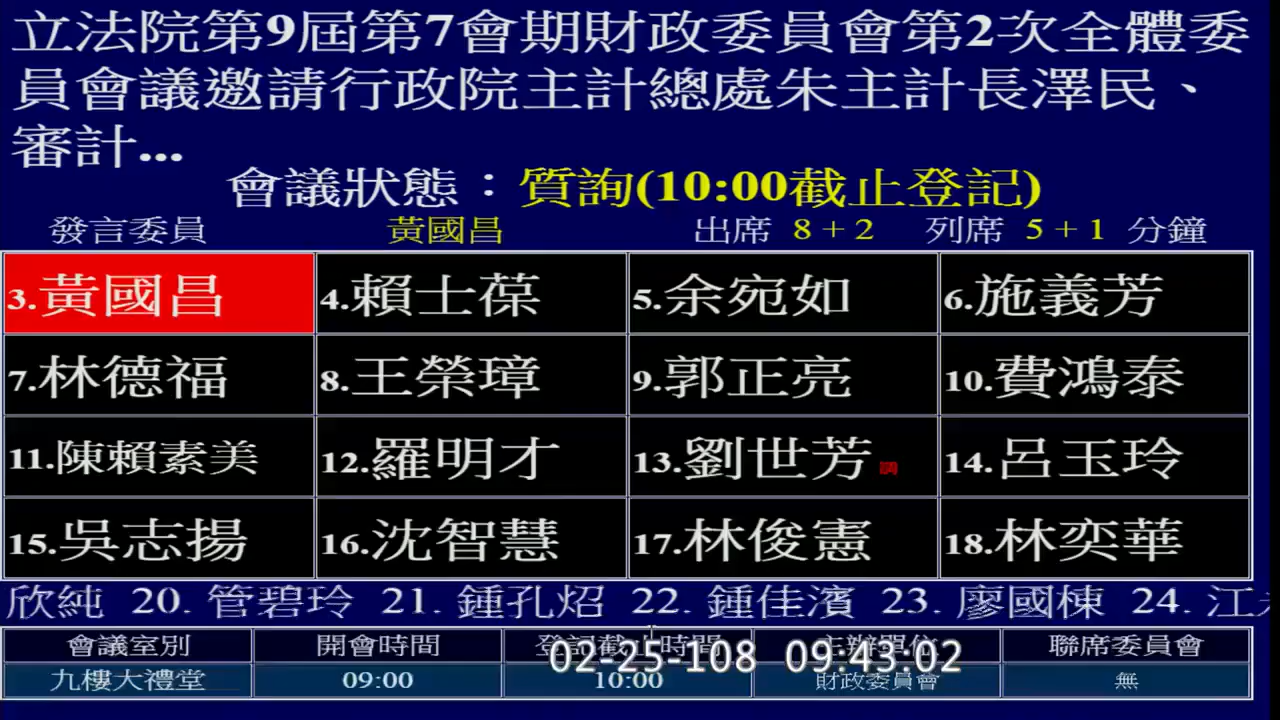 立法院第9屆第7會期財政委員會第2次全體委
員會議邀請行政院主計總處朱主計長澤民、
審計...
會議狀態：質詢(10:00截止登記)
發言委員 黃國昌 出席 8 + 2 列席 5 + 1 分鐘
3.黃國昌 4.賴士葆 5.余宛如 6.施義芳
7.林德福 8.王榮璋 9.郭正亮 10.費鴻泰
11.陳賴素美 12.羅明才 13.劉世芳 14.呂玉玲
15.吳志揚 16.沈智慧 17.林俊憲 18.林奕華
欣純 20. 管碧玲 21. 鍾孔炤 22. 鍾佳濱 23. 廖國棟 24. 江
會議室別 開會時間 登記截止時間 主辦單位 聯席委員會
02-25-108 09:43:02
九樓大禮堂 09:00 10:00 財政委員會 無